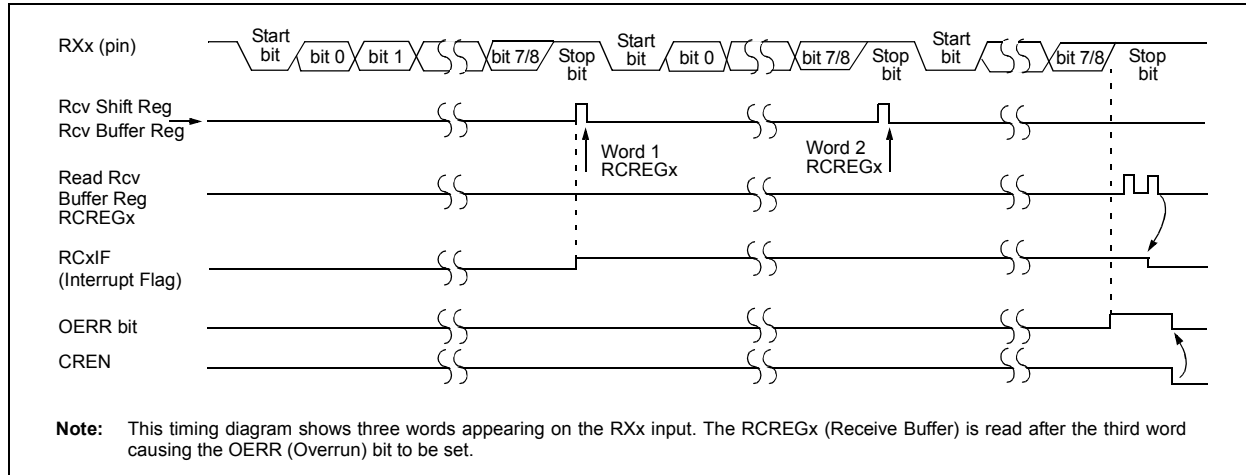 RXx (pin)
Start
bit
bit 0
bit 1
bit 7/8
Stop
bit
Start
bit
bit 0
bit 7/8
Stop
bit
Start
bit
bit 7/8
Stop
bit
Rcv Shift Reg
Rcv Buffer Reg
Word 1
RCREGx
Word 2
RCREGx
Read Rcv
Buffer Reg
RCREGx
RCxIF
(Interrupt Flag)
OERR bit
CREN
Note: This timing diagram shows three words appearing on the RXx input. The RCREGx (Receive Buffer) is read after the third word
causing the OERR (Overrun) bit to be set.